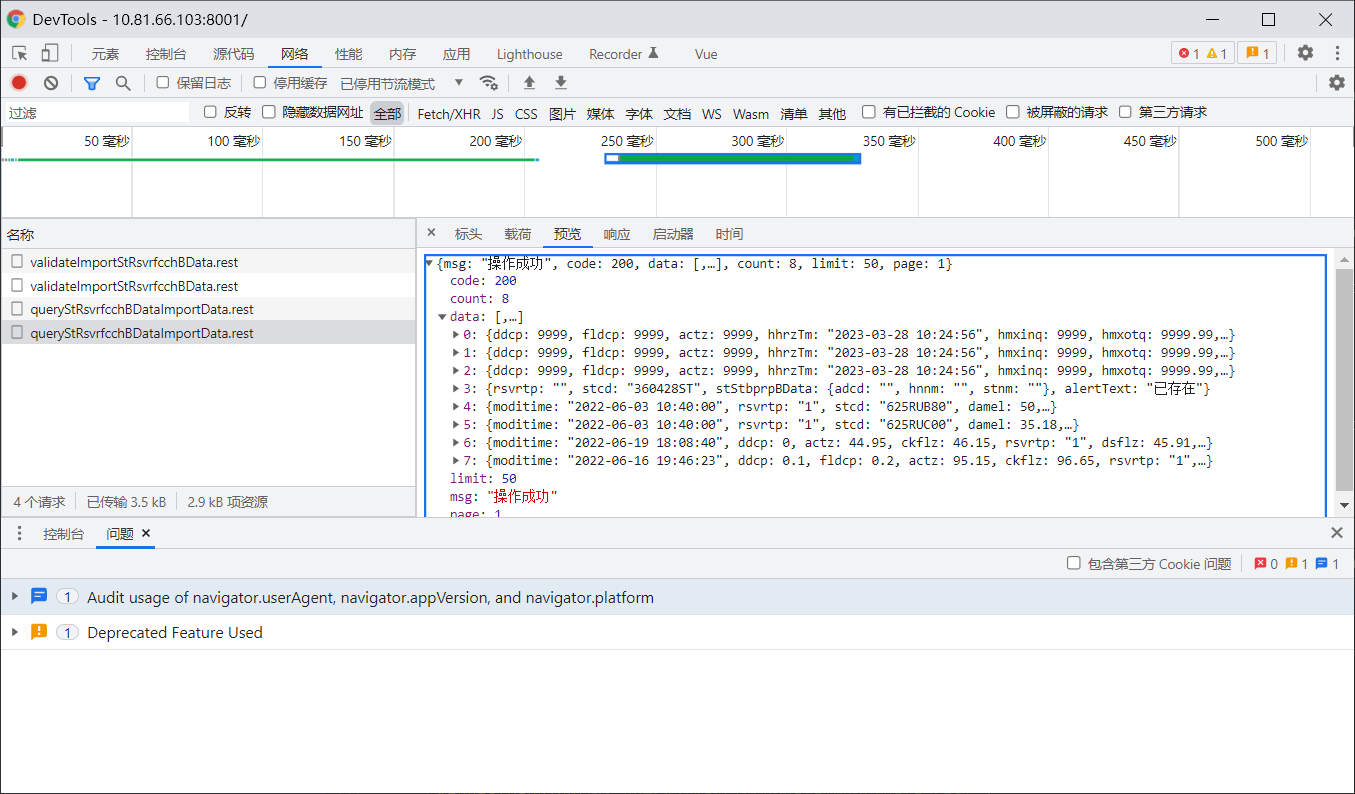 DevTools - 10.81.66.103:8001/
元素 控制台 源代码 网络 性能 内存 应用 Lighthouse Recorder Vue 1 1 1
保留日志 停用缓存 已停用节流模式
过滤 反转 隐藏数据网址 全部 Fetch/XHR JS CSS 图片 媒体 字体 文档 WS Wasm 清单 其他 有已拦截的 Cookie 被屏蔽的请求 第三方请求
50 毫秒 100 毫秒 150 毫秒 200 毫秒 250 毫秒 300 毫秒 350 毫秒 400 毫秒 450 毫秒 500 毫秒
名称
validateImportStRsvrfcchBData.rest
validateImportStRsvrfcchBData.rest
queryStRsvrfcchBDataImportData.rest
queryStRsvrfcchBDataImportData.rest
4 个请求 已传输 3.5 kB 2.9 kB 项资源
× 标头 载荷 预览 响应 启动器 时间
{msg: "操作成功", code: 200, data: [,…], count: 8, limit: 50, page: 1}
code: 200
count: 8
data: [,…]
0: {ddcp: 9999, fldcp: 9999, actz: 9999, hhrzTm: "2023-03-28 10:24:56", hmxinq: 9999, hmxotq: 9999.99,…}
1: {ddcp: 9999, fldcp: 9999, actz: 9999, hhrzTm: "2023-03-28 10:24:56", hmxinq: 9999, hmxotq: 9999.99,…}
2: {ddcp: 9999, fldcp: 9999, actz: 9999, hhrzTm: "2023-03-28 10:24:56", hmxinq: 9999, hmxotq: 9999.99,…}
3: {rsvrtp: "", stcd: "360428ST", stStbprpBData: {adcd: "", hnnm: "", stnm: ""}, alertText: "已存在"}
4: {moditime: "2022-06-03 10:40:00", rsvrtp: "1", stcd: "625RUB80", damel: 50,…}
5: {moditime: "2022-06-03 10:40:00", rsvrtp: "1", stcd: "625RUC00", damel: 35.18,…}
6: {moditime: "2022-06-19 18:08:40", ddcp: 0, actz: 44.95, ckflz: 46.15, rsvrtp: "1", dsflz: 45.91,…}
7: {moditime: "2022-06-16 19:46:23", ddcp: 0.1, fldcp: 0.2, actz: 95.15, ckflz: 96.65, rsvrtp: "1",…}
limit: 50
msg: "操作成功"
page: 1
控制台 问题 ×
包含第三方 Cookie 问题 0 1 1
1 Audit usage of navigator.userAgent, navigator.appVersion, and navigator.platform
1 Deprecated Feature Used